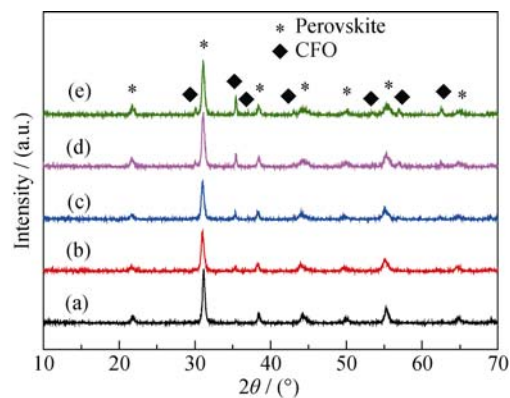 * Perovskite
◆ CFO
(e)
(d)
(c)
(b)
(a)
Intensity / (a.u.)
10 20 30 40 50 60 70
2θ / (°)